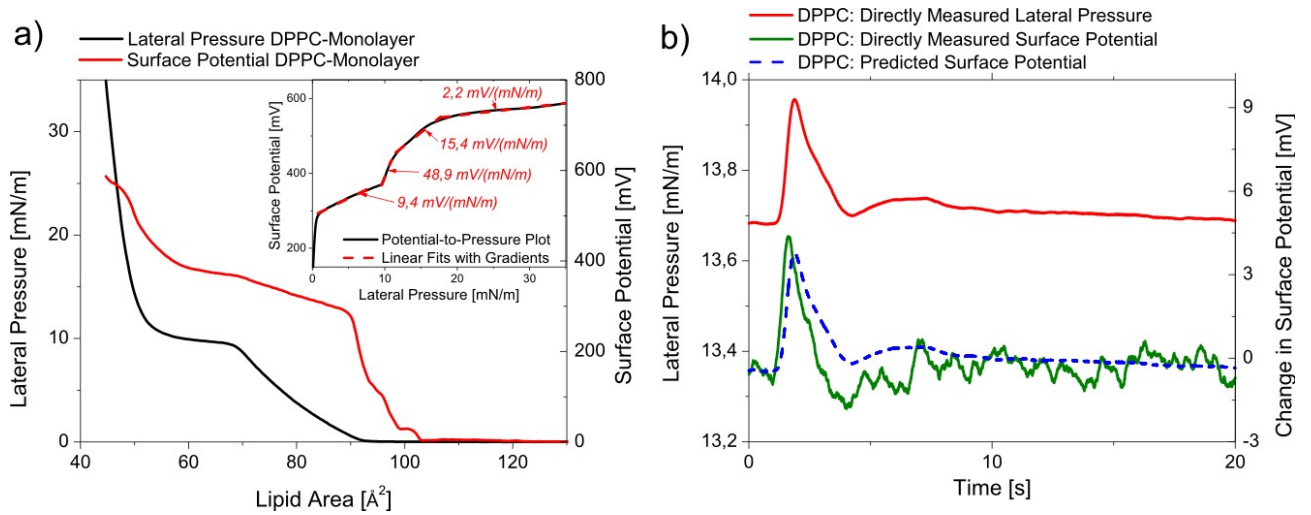 a)
Lateral Pressure DPPC-Monolayer
Surface Potential DPPC-Monolayer
Lateral Pressure [mN/m]
30
20
10
0
40 60 80 100 120
Lipid Area [Å²]
800
600
400
200
0
Surface Potential [mV]
Surface Potential [mV]
600
400
200
0 10 20 30
Lateral Pressure [mN/m]
2,2 mV/(mN/m)
15,4 mV/(mN/m)
48,9 mV/(mN/m)
9,4 mV/(mN/m)
Potential-to-Pressure Plot
Linear Fits with Gradients
b)
DPPC: Directly Measured Lateral Pressure
DPPC: Directly Measured Surface Potential
DPPC: Predicted Surface Potential
Lateral Pressure [mN/m]
14,0
13,8
13,6
13,4
13,2
0 10 20
Time [s]
9
6
3
0
-3
Change in Surface Potential [mV]